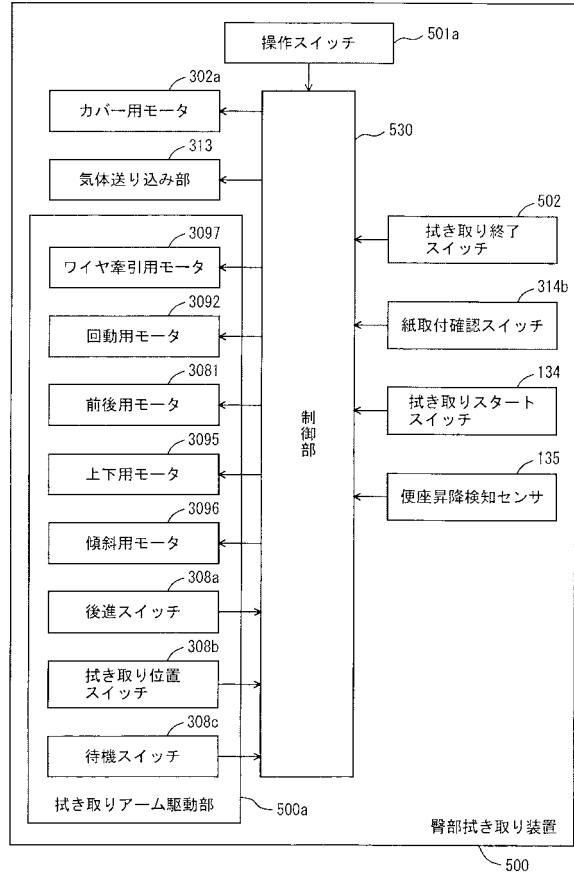 操作スイッチ
501a
302a
カバー用モータ
530
313
気体送り込み部
502
拭き取り終了
スイッチ
3097
ワイヤ牽引用モータ
314b
紙取付確認スイッチ
3092
回動用モータ
134
拭き取りスタート
スイッチ
3081
前後用モータ
制御部
3095
上下用モータ
135
便座昇降検知センサ
3096
傾斜用モータ
308a
後進スイッチ
308b
拭き取り位置
スイッチ
308c
待機スイッチ
拭き取りアーム駆動部
500a
臀部拭き取り装置
500